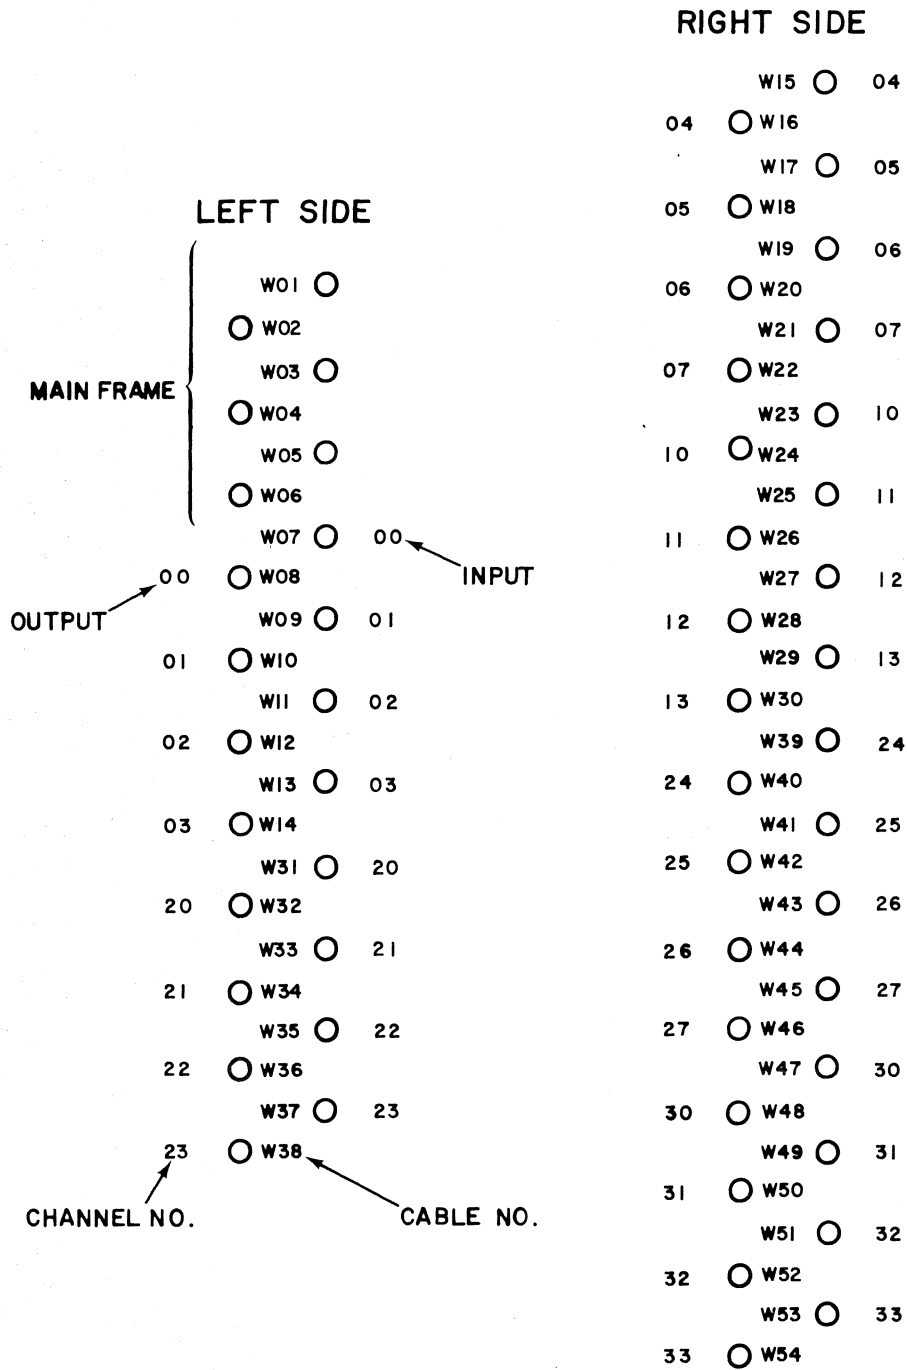 LEFT SIDE
MAIN FRAME
W01
W02
W03
W04
W05
W06
W07 00
INPUT
00 W08
OUTPUT
W09 01
01 W10
W11 02
02 W12
W13 03
03 W14
W31 20
20 W32
W33 21
21 W34
W35 22
22 W36
W37 23
23 W38
CHANNEL NO.
CABLE NO.
RIGHT SIDE
W15 04
04 W16
W17 05
05 W18
W19 06
06 W20
W21 07
07 W22
W23 10
10 W24
W25 11
11 W26
W27 12
12 W28
W29 13
13 W30
W39 24
24 W40
W41 25
25 W42
W43 26
26 W44
W45 27
27 W46
W47 30
30 W48
W49 31
31 W50
W51 32
32 W52
W53 33
33 W54